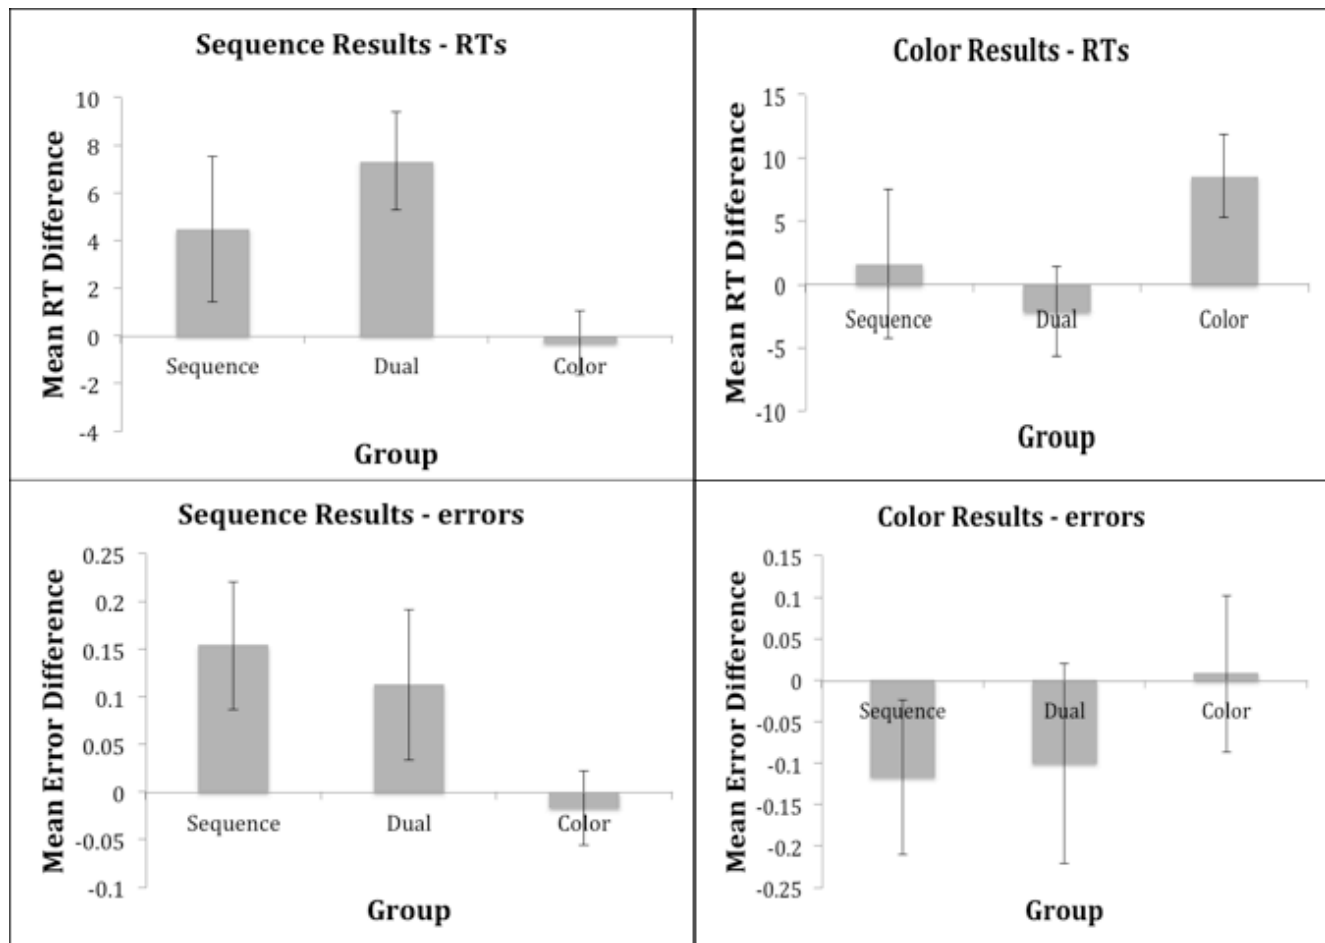 Sequence Results - RTs
Mean RT Difference
10
8
6
4
2
0
-2
-4
Sequence Dual Color
Group
Color Results - RTs
Mean RT Difference
15
10
5
0
-5
-10
Sequence Dual Color
Group
Sequence Results - errors
Mean Error Difference
0.25
0.2
0.15
0.1
0.05
0
-0.05
-0.1
Sequence Dual Color
Group
Color Results - errors
Mean Error Difference
0.15
0.1
0.05
0
-0.05
-0.1
-0.15
-0.2
-0.25
Sequence Dual Color
Group